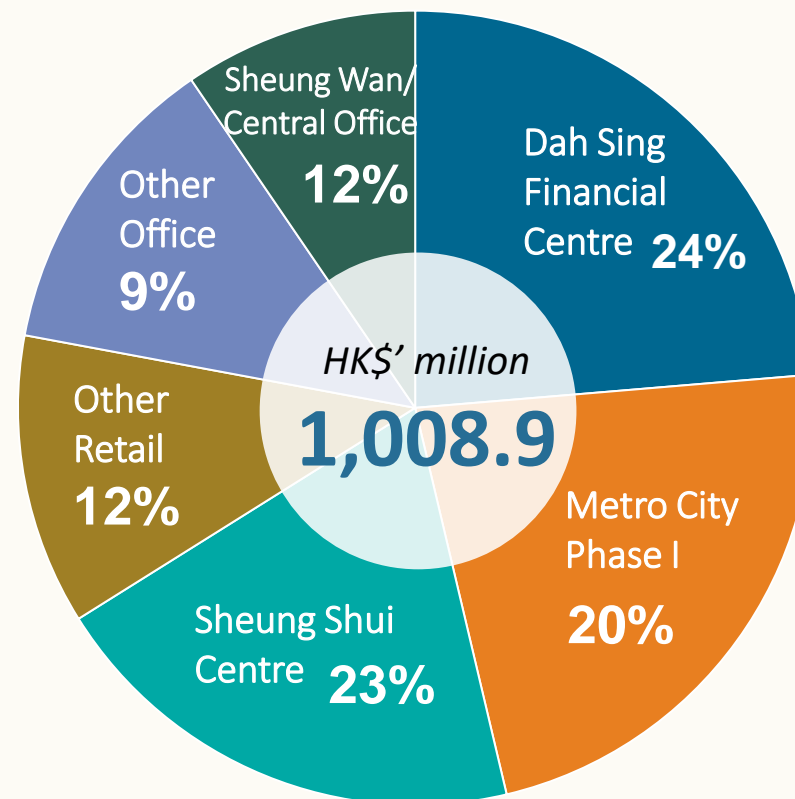 Sheung Wan/
Central Office
12%
Dah Sing
Financial
Centre 24%
Other
Office
9%
HK$' million
1,008.9
Other
Retail
12%
Metro City
Phase I
20%
Sheung Shui
Centre 23%